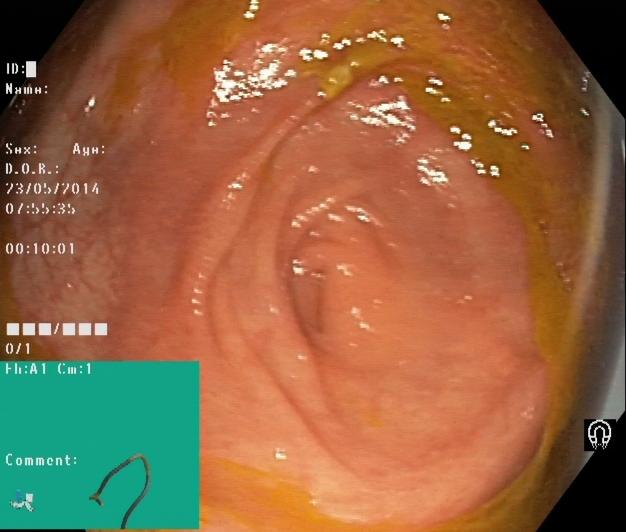 ID:
Name:
Sex: Age:
D.O.R.:
23/05/2014
07:55:35
00:10:01
/
0/1
Eh:A1 Cm:1
Comment: